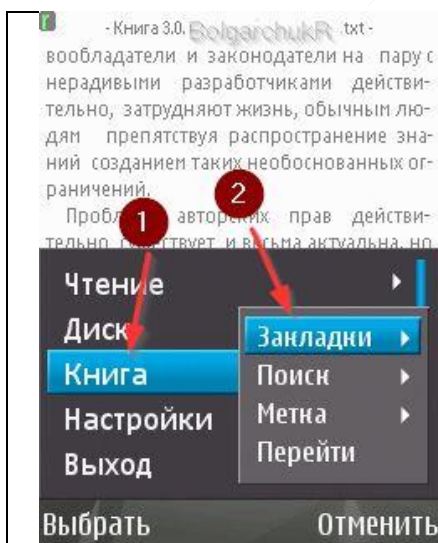 r
- Книга 3.0. BolgarchukR .txt -
вообладатели и законодатели на пару с
нерадивыми разработчиками действи-
тельно, затрудняют жизнь, обычным лю-
дям препятствуя распространение зна-
ний созданием таких необоснованных ог-
раничений.
Пробл авторских прав действи-
тельно существует и весьма актуальна, но
1
2
Чтение
Диск
Книга
Настройки
Выход
Закладки
Поиск
Метка
Перейти
Выбрать
Отменить